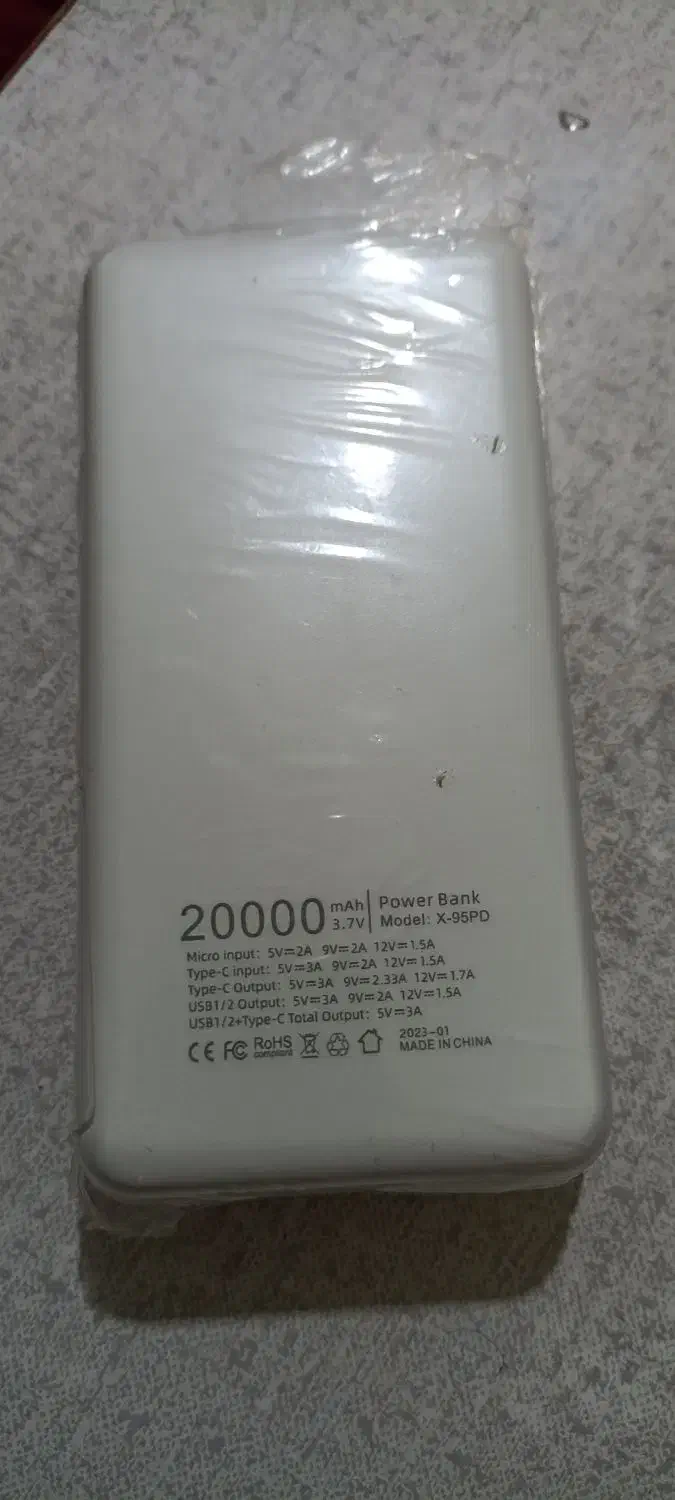 20000 mAh 3.7V Power Bank
Model: X-95PD
Micro input: 5V⎓2A 9V⎓2A 12V⎓1.5A
Type-C input: 5V⎓3A 9V⎓2A 12V⎓1.5A
Type-C Output: 5V⎓3A 9V⎓2.33A 12V⎓1.7A
USB1/2 Output: 5V⎓3A 9V⎓2A 12V⎓1.5A
USB1/2+Type-C Total Output: 5V⎓3A
CE FC RoHS compliant 2023-01
MADE IN CHINA